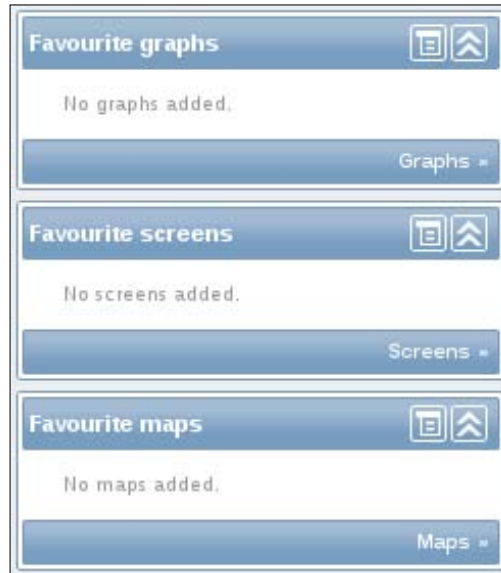 Favourite graphs
No graphs added.
Graphs »
Favourite screens
No screens added.
Screens »
Favourite maps
No maps added.
Maps »